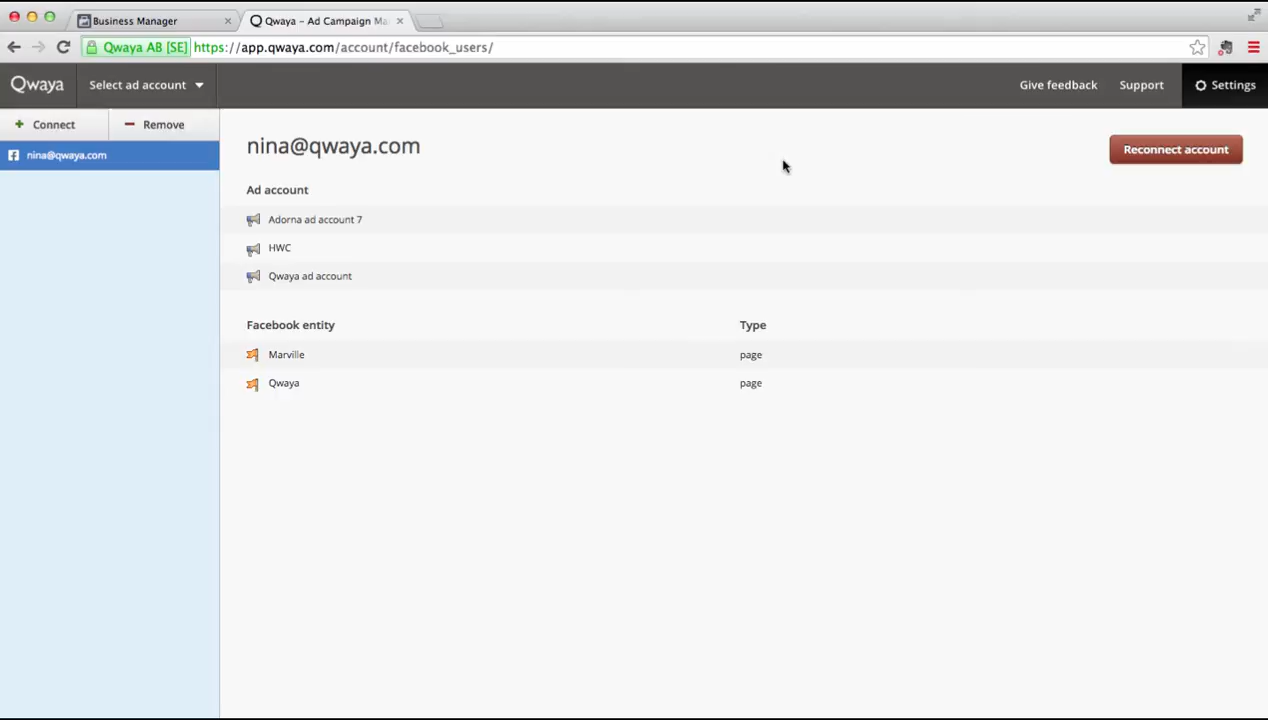 Business Manager
Qwaya – Ad Campaign Ma
Qwaya AB [SE] https://app.qwaya.com/account/facebook_users/
Qwaya Select ad account Give feedback Support Settings
Connect Remove
nina@qwaya.com
nina@qwaya.com
Reconnect account
Ad account
Adorna ad account 7
HWC
Qwaya ad account
Facebook entity Type
Marville page
Qwaya page